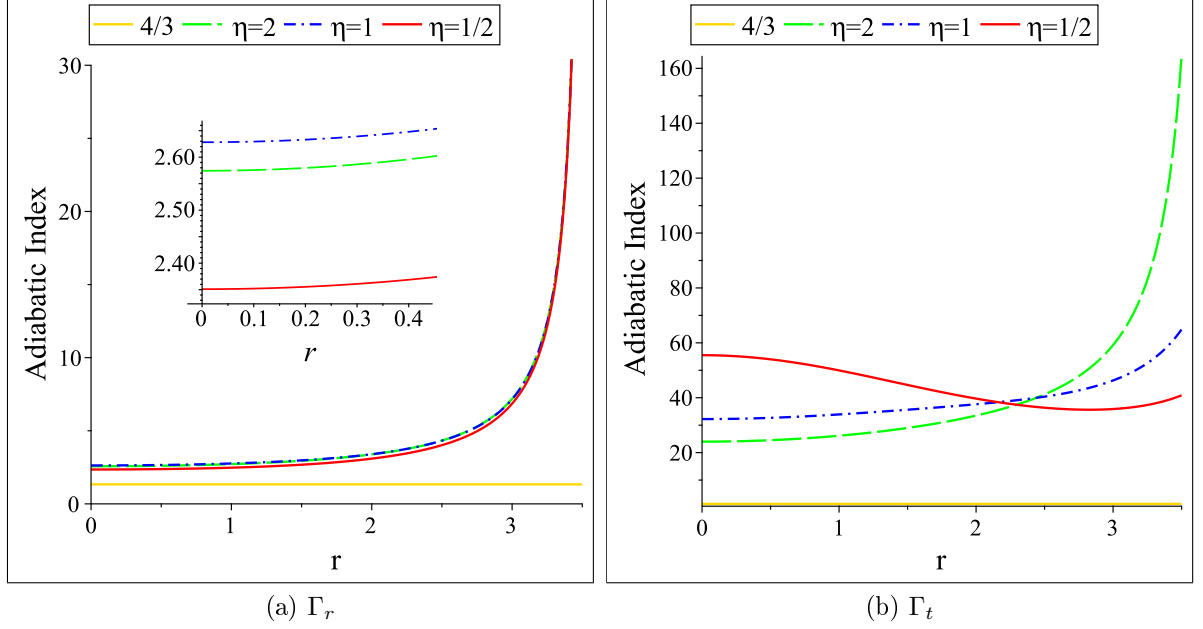 4/3 η=2 η=1 η=1/2
30
20
10
0
Adiabatic Index
0 1 2 3
r
2.60
2.50
2.40
0 0.1 0.2 0.3 0.4
r
(a) Γr
4/3 η=2 η=1 η=1/2
160
140
120
100
80
60
40
20
Adiabatic Index
0 1 2 3
r
(b) Γt